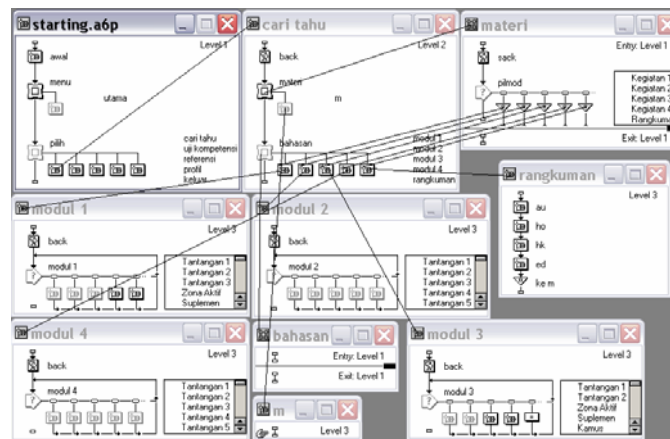 starting.a6p
Level 1
awal
menu
utama
pilih
cari tahu
uji kompetensi
referensi
profil
keluar
cari tahu
Level 2
back
materi
m
bahasan
modul 1
modul 2
modul 3
modul 4
rangkuman
materi
Entry: Level 1
pilmod
Kegiatan 1
Kegiatan 2
Kegiatan 3
Kegiatan 4
Rangkuma
Exit: Level 1
rangkuman
Level 3
au
ho
hk
ed
ke m
modul 1
Level 3
back
modul 1
Tantangan 1
Tantangan 2
Tantangan 3
Zona Aktif
Suplemen
modul 2
Level 3
back
modul 2
Tantangan 1
Tantangan 2
Tantangan 3
Tantangan 4
Tantangan 5
modul 4
Level 3
back
modul 4
Tantangan 1
Tantangan 2
Tantangan 3
Tantangan 4
Tantangan 5
bahasan
Entry: Level 1
Exit: Level 1
m
Level 3
modul 3
Level 3
back
modul 3
Tantangan 1
Tantangan 2
Zona Aktif
Suplemen
Kamus